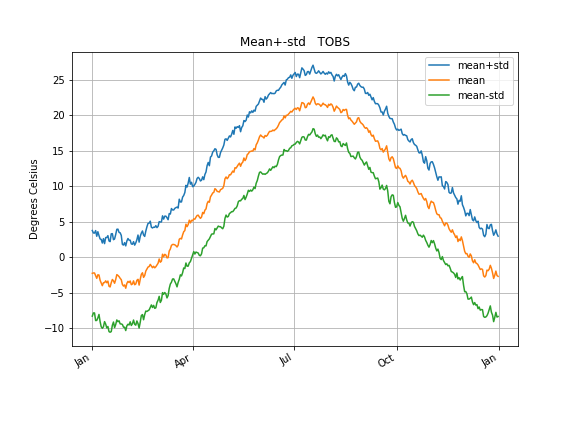 Mean+-std TOBS
mean+std
mean
mean-std
Degrees Celsius
25
20
15
10
5
0
−5
−10
Jan
Apr
Jul
Oct
Jan